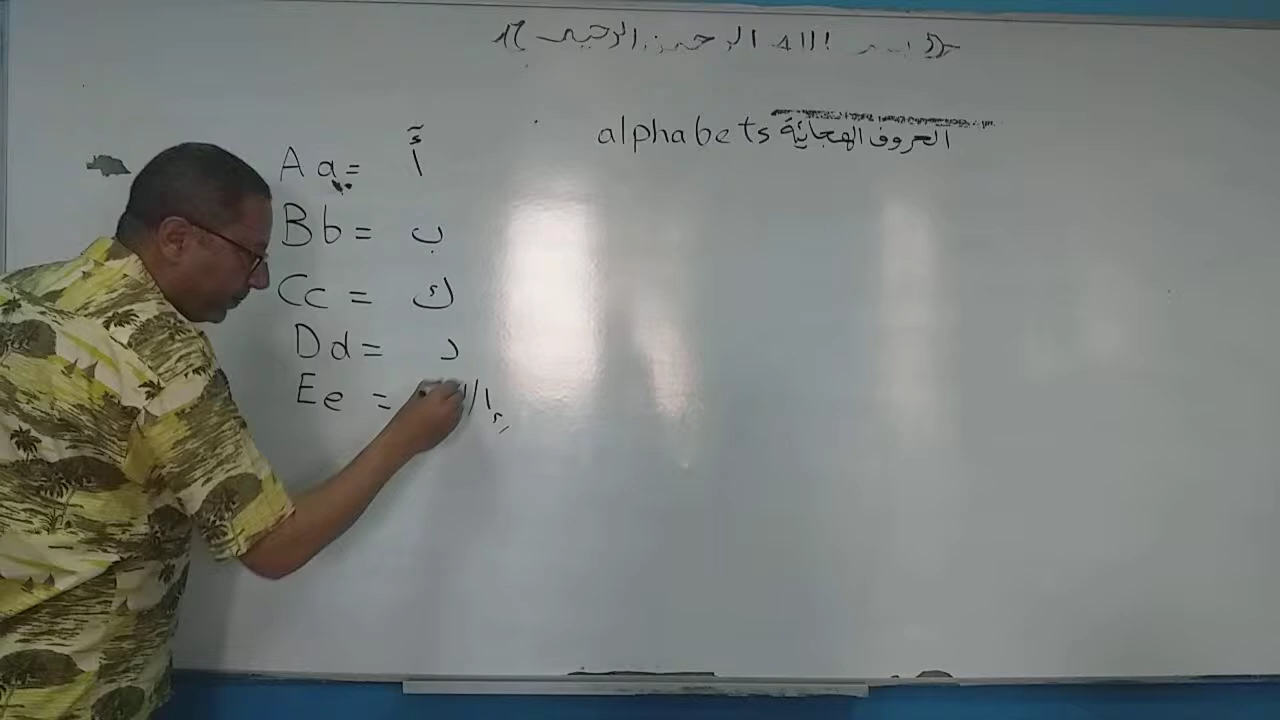 بسم الله الرحمن الرحيم
alphabets الحروف الهجائية
Aa= أ
Bb= ب
Cc= ك
Dd= د
Ee = /إ